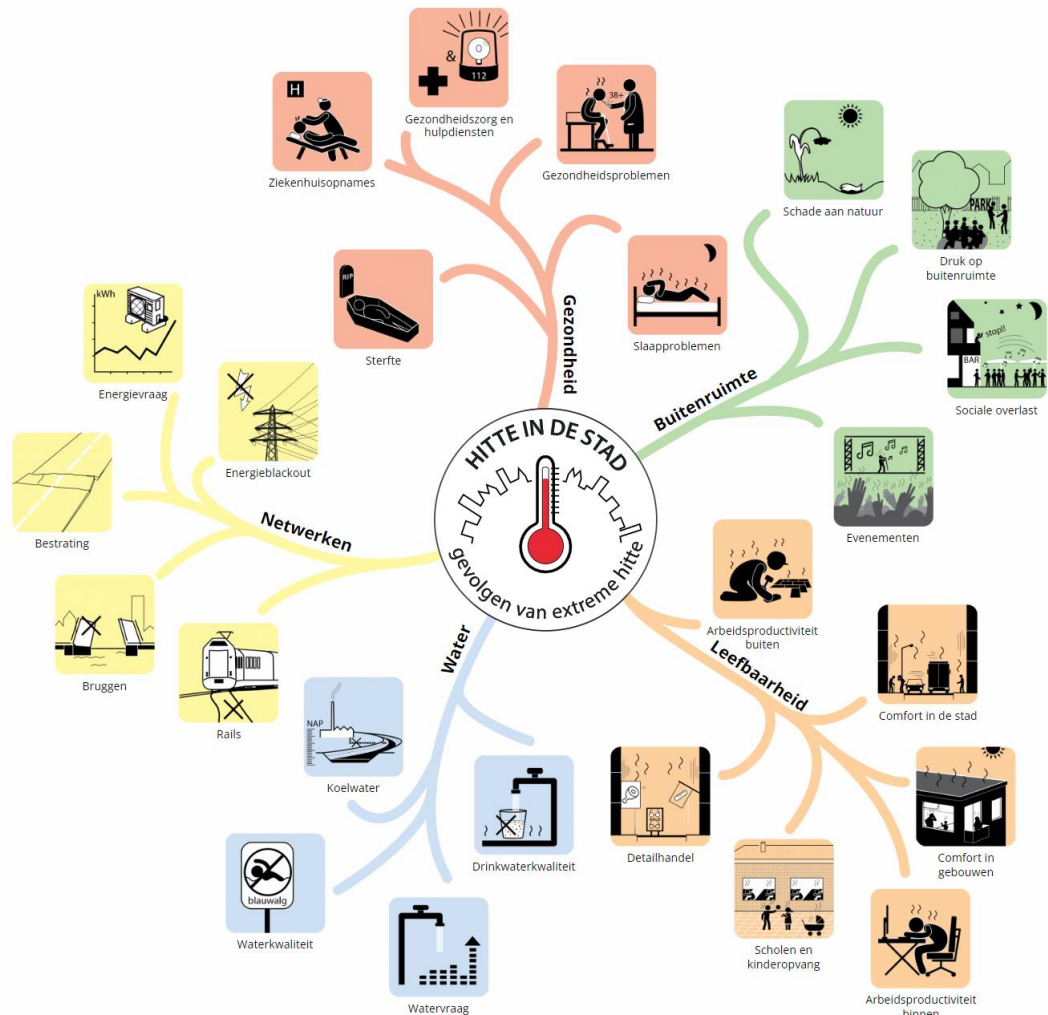 HITTE IN DE STAD
gevolgen van extreme hitte
Gezondheid
H
Ziekenhuisopnames
&
112
Gezondheidszorg en
hulpdiensten
38+
Gezondheidsproblemen
RIP
Sterfte
Slaapproblemen
Buitenruimte
Schade aan natuur
PARK
Druk op
buitenruimte
stop!!
BAR
Sociale overlast
Evenementen
Leefbaarheid
Arbeidsproductiviteit
buiten
Comfort in de stad
Comfort in
gebouwen
Arbeidsproductiviteit
binnen
Scholen en
kinderopvang
Detailhandel
Water
NAP
Koelwater
Drinkwaterkwaliteit
blauwalg
Waterkwaliteit
Watervraag
Netwerken
kWh
Energievraag
Energieblackout
Bestrating
Bruggen
Rails